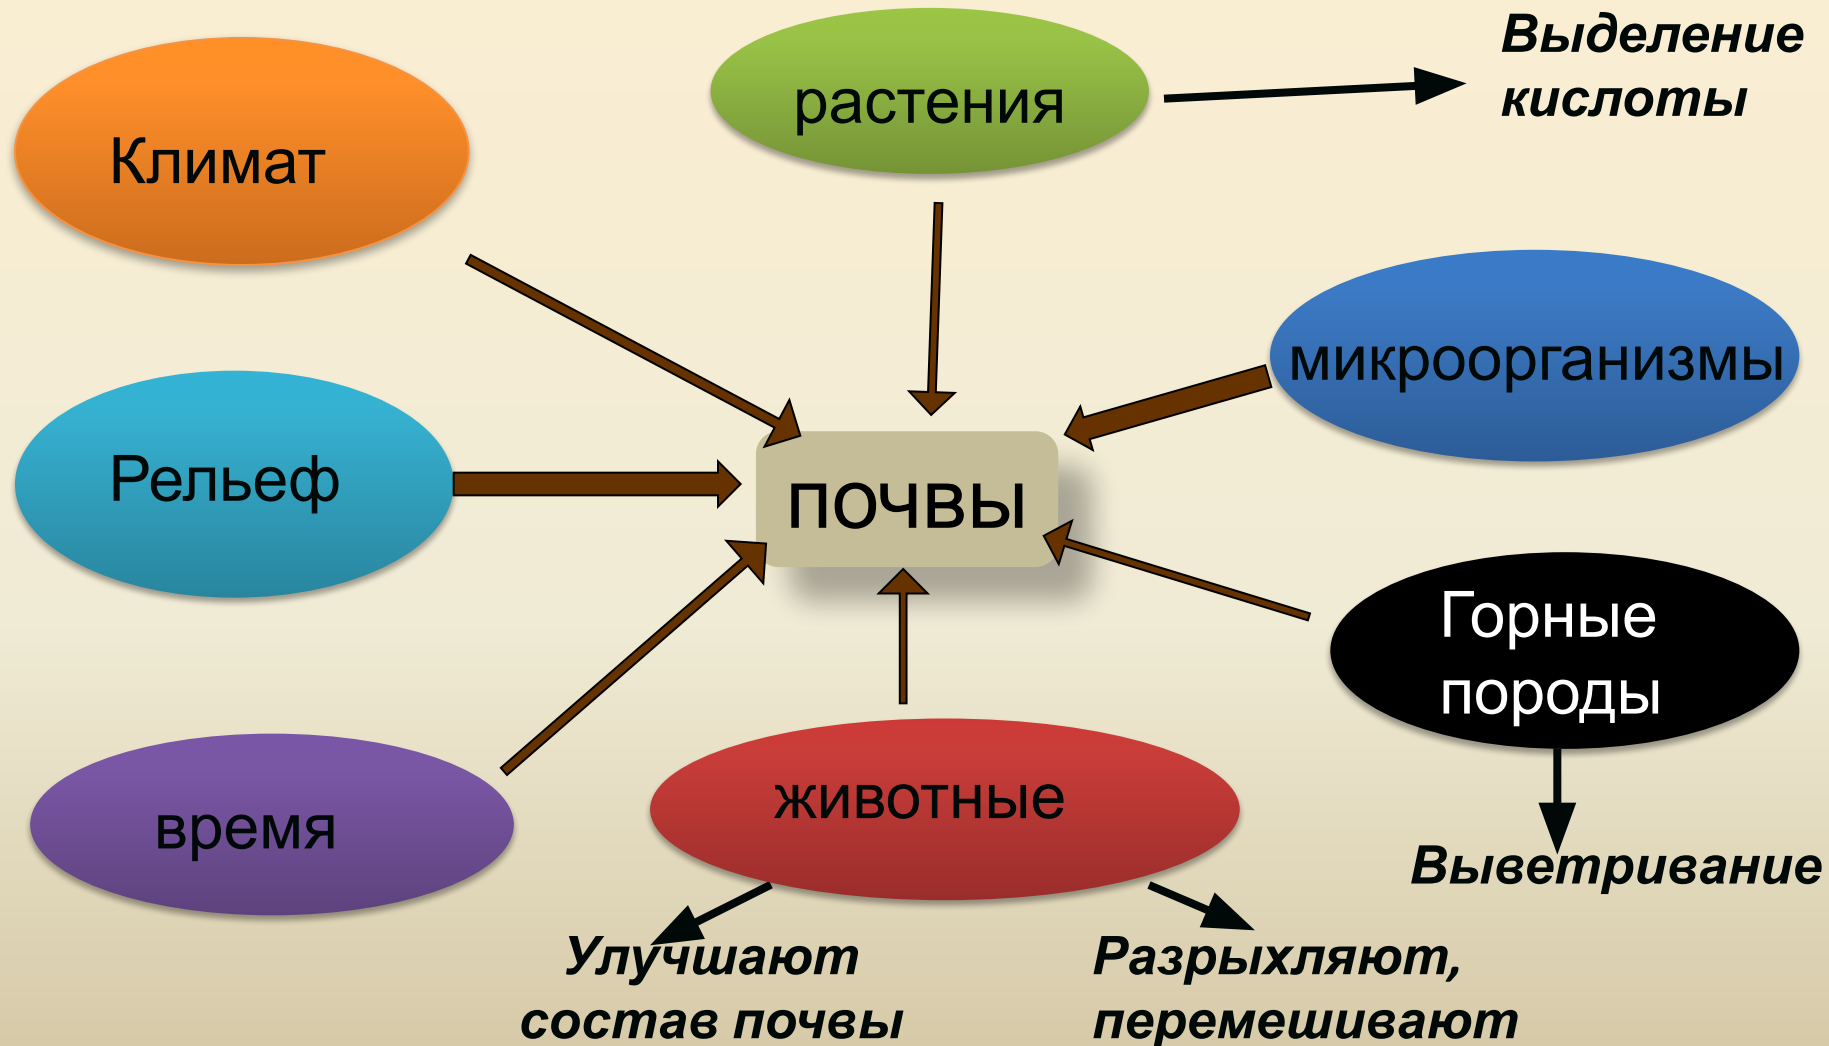 Климат
растения
Выделение
кислоты
микроорганизмы
Рельеф
почвы
Горные
породы
время
животные
Выветривание
Улучшают
состав почвы
Разрыхляют,
перемешивают